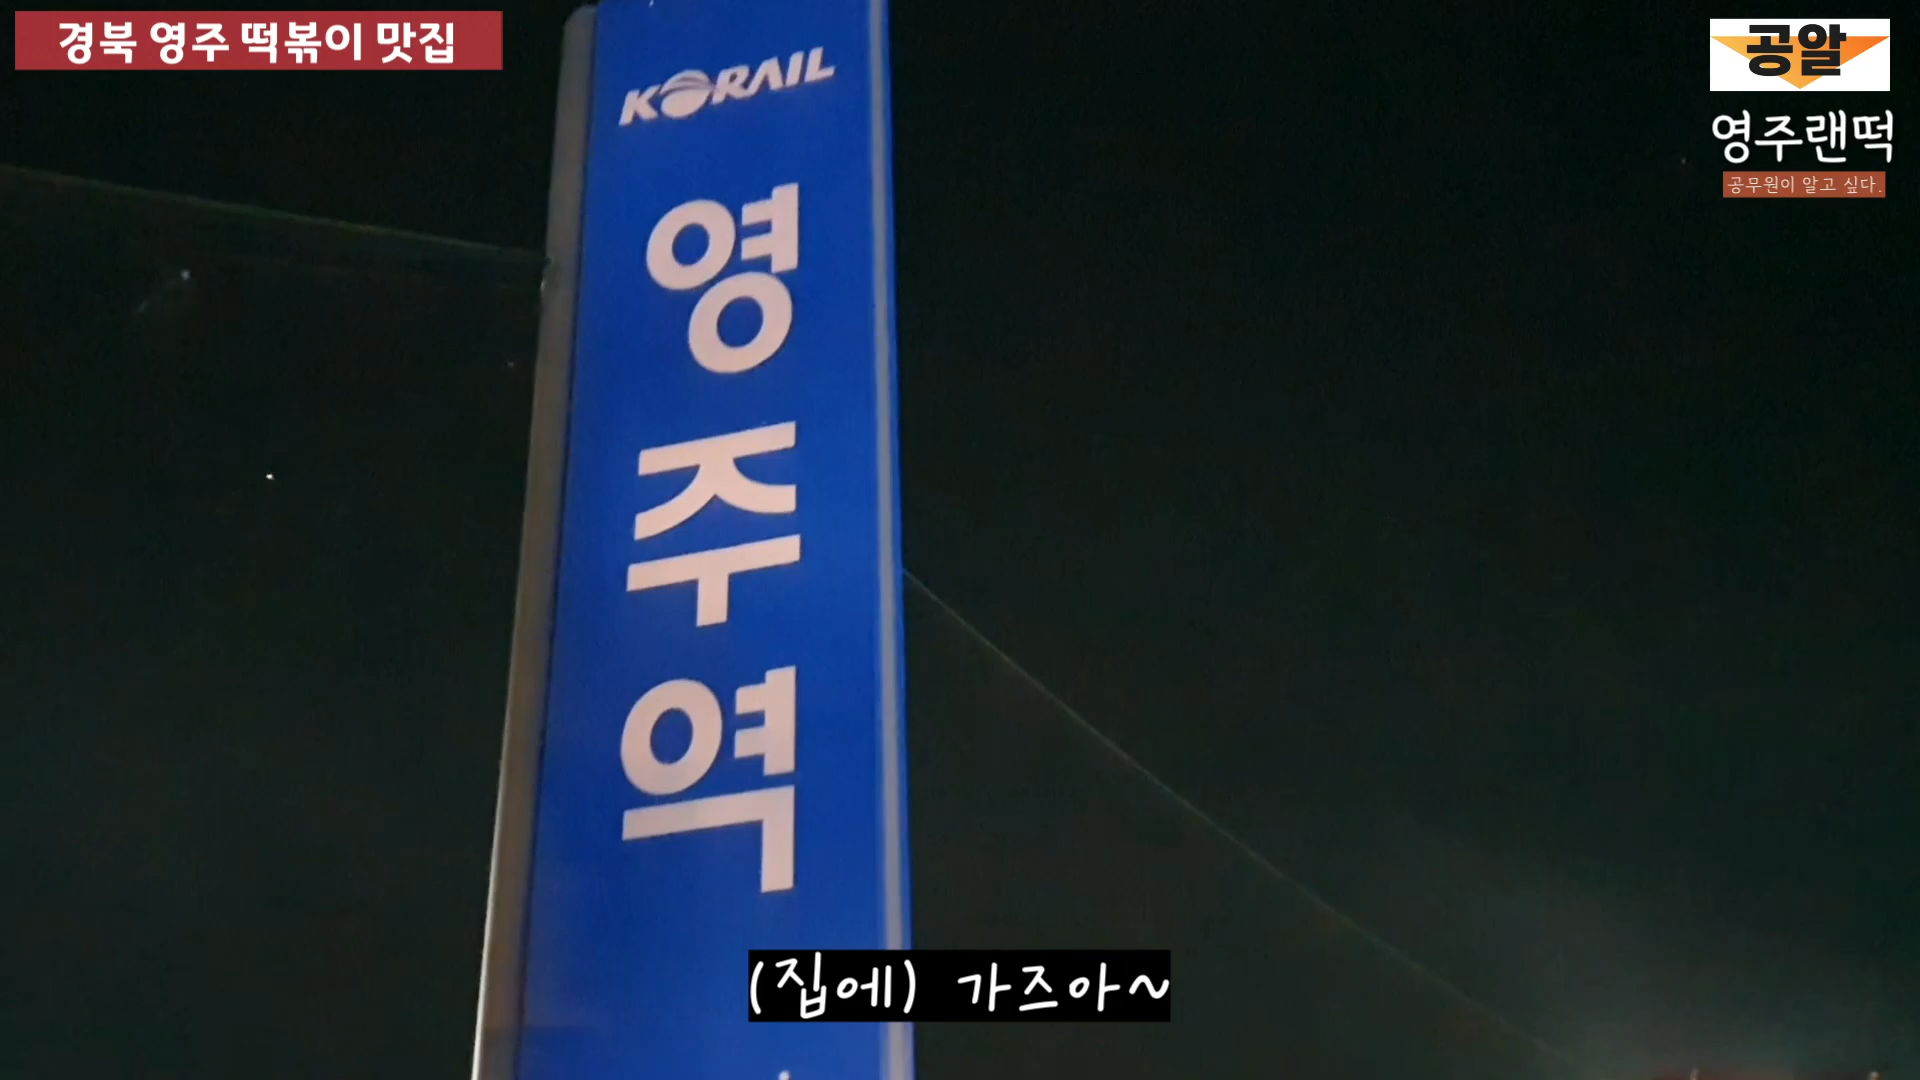 경북 영주 떡볶이 맛집
공알
영주랜떡
공무원이 알고 싶다.
KORAIL
영
주
역
(집에) 가즈아~